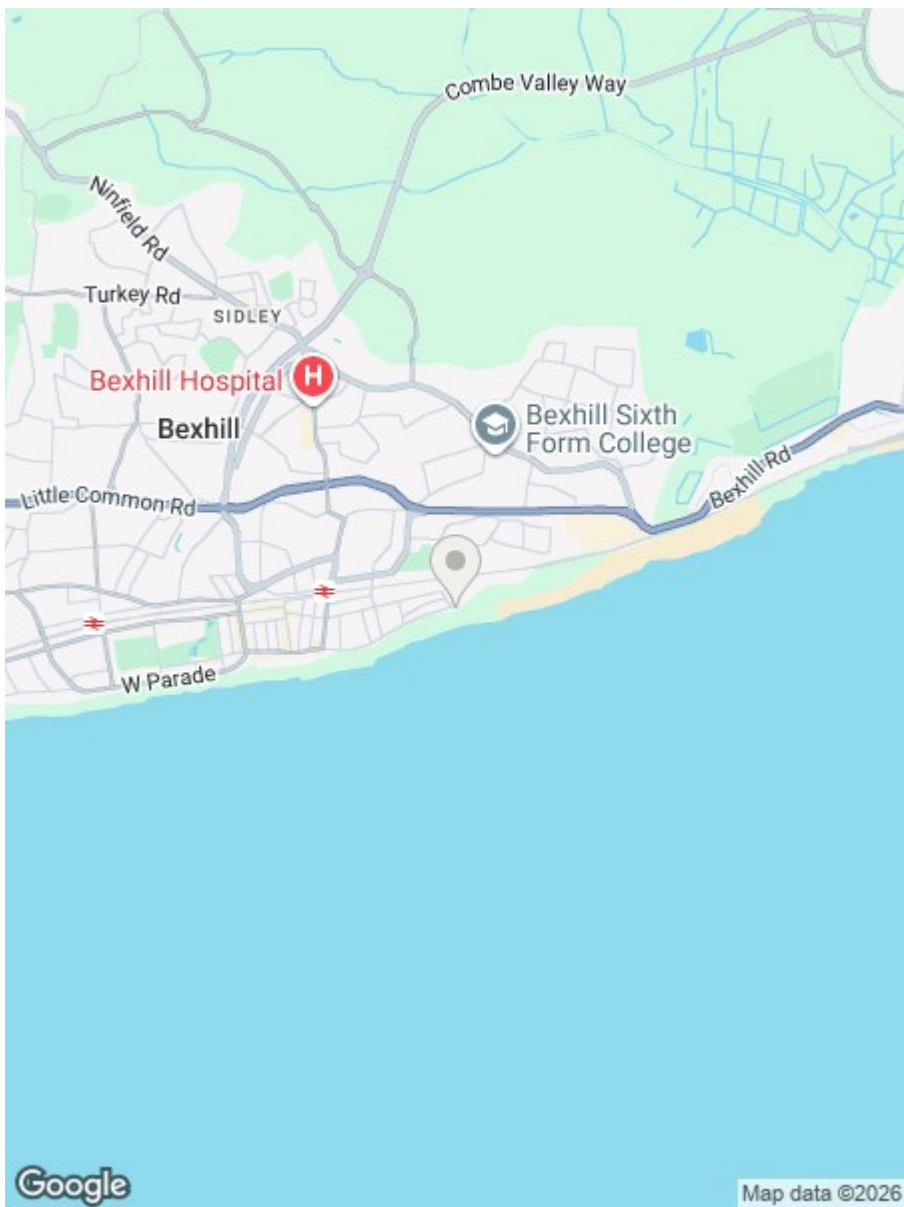 Combe Valley Way
Ninfield Rd
Turkey Rd
SIDLEY
Bexhill Hospital
H
Bexhill
Bexhill Sixth
Form College
Bexhill Rd
Little Common Rd
W Parade
Google
Map data ©2026